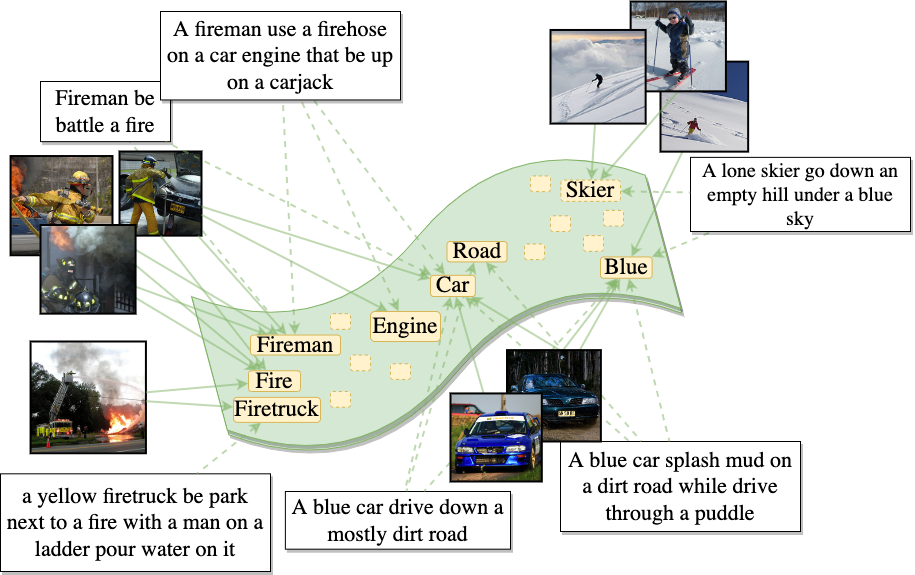 A fireman use a firehose
on a car engine that be up
on a carjack
Fireman be
battle a fire
A lone skier go down an
empty hill under a blue
sky
Skier
Road
Blue
Car
Engine
Fireman
Fire
Firetruck
a yellow firetruck be park
next to a fire with a man on a
ladder pour water on it
A blue car drive down a
mostly dirt road
A blue car splash mud on
a dirt road while drive
through a puddle